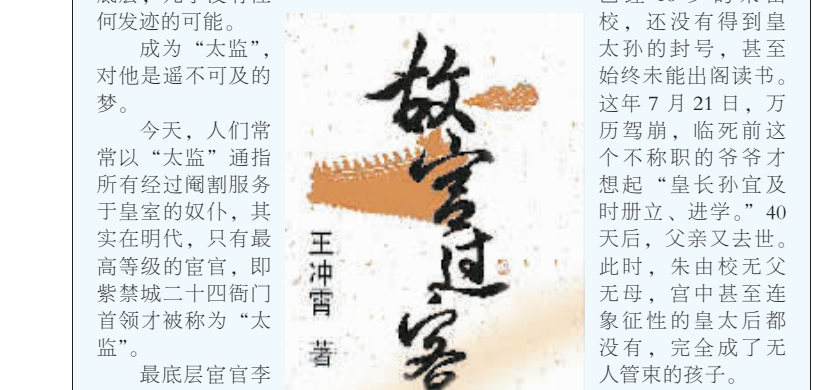 何发迹的可能。
成为“太监”，
对他是遥不可及的
梦。
今天，人们常
常以“太监”通指
所有经过阉割服务
于皇室的奴仆，其
实在明代，只有最
高等级的宦官，即
紫禁城二十四衙门
首领才被称为“太
监”。
最底层宦官李
故宫过客
王冲霄 著
校，还没有得到皇
太孙的封号，甚至
始终未能出阁读书。
这年 7 月 21 日，万
历驾崩，临死前这
个不称职的爷爷才
想起“皇长孙宜及
时册立、进学。”40
天后，父亲又去世。
此时，朱由校无父
无母，宫中甚至连
象征性的皇太后都
没有，完全成了无
人管束的孩子。